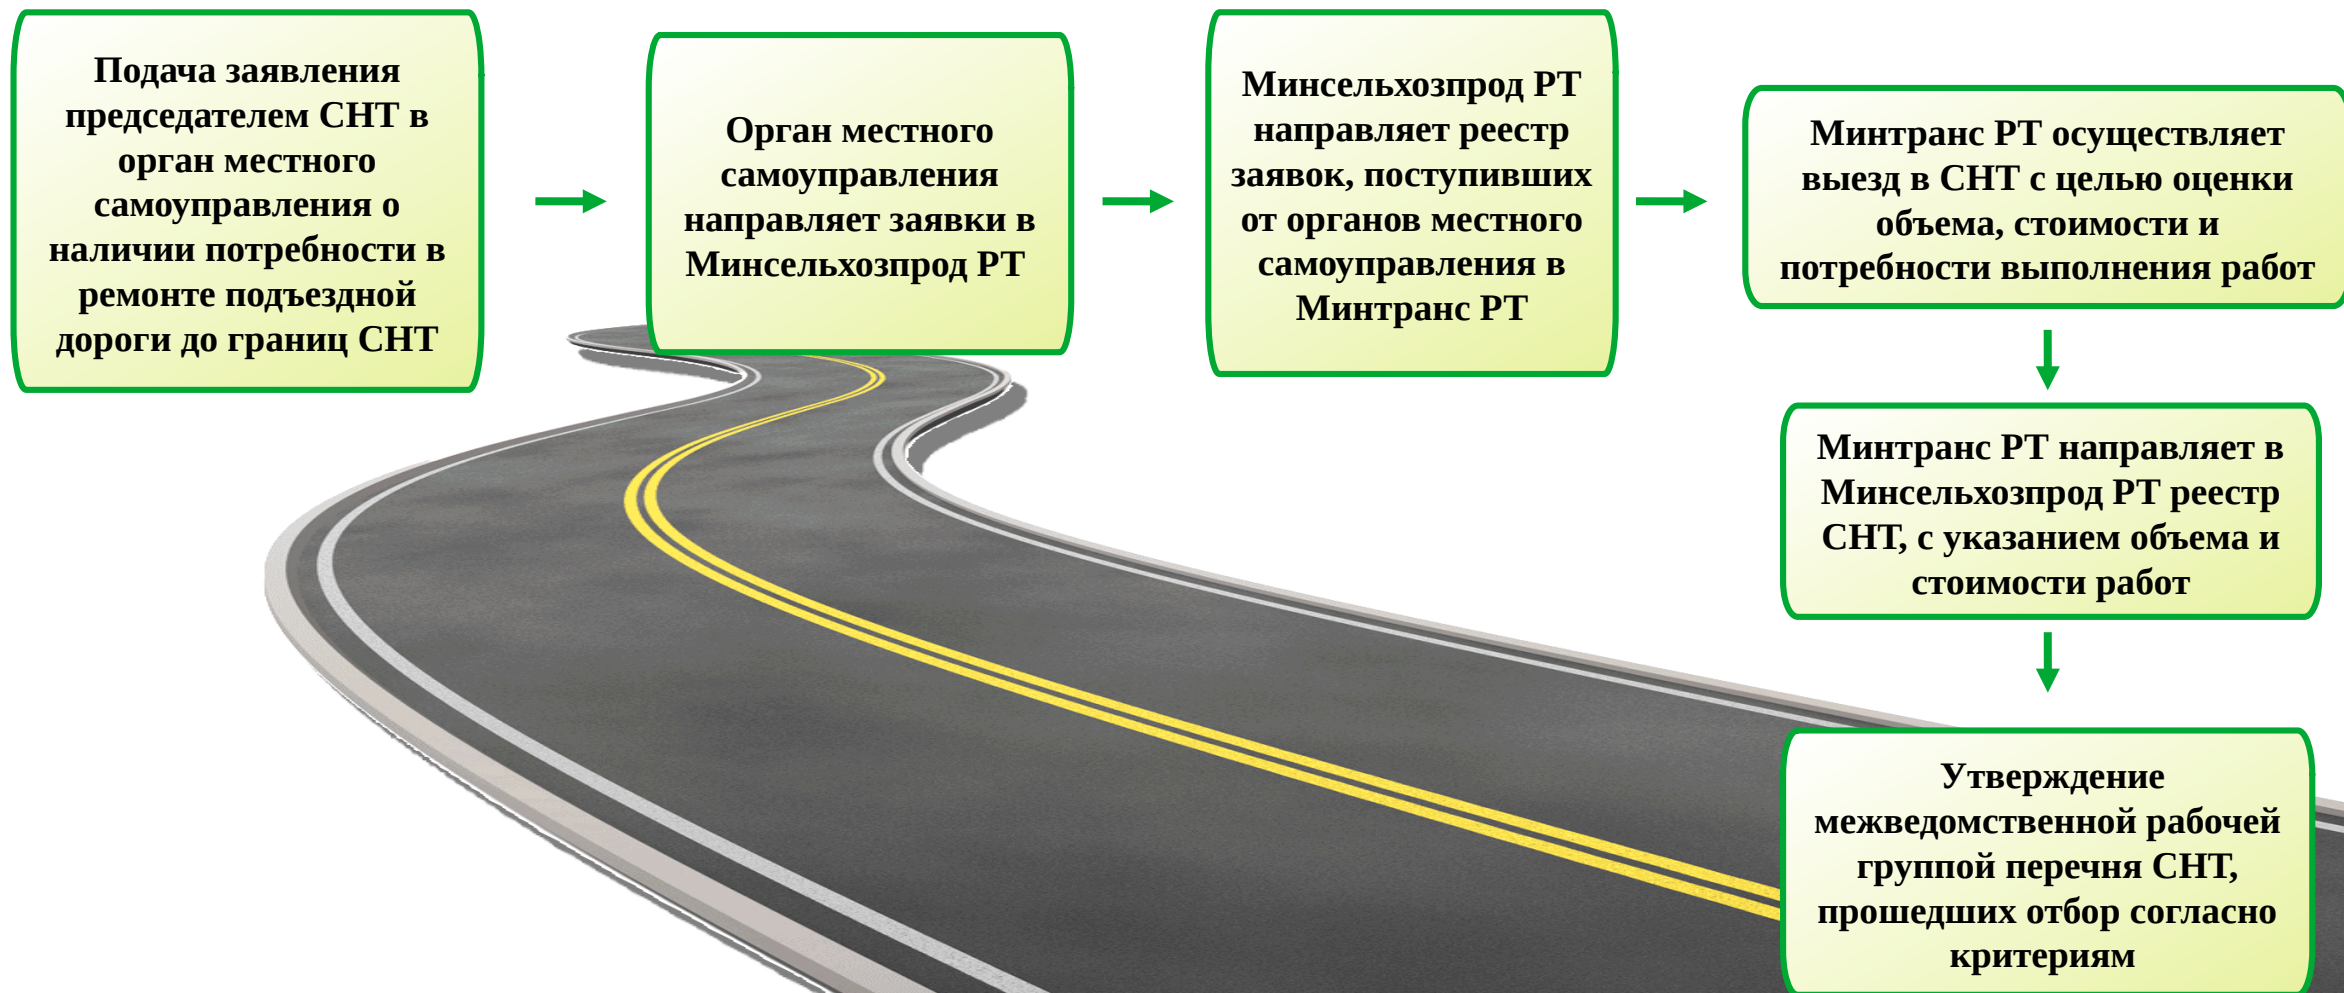 Подача заявления
председателем СНТ в
орган местного
самоуправления о
наличии потребности в
ремонте подъездной
дороги до границ СНТ
Орган местного
самоуправления
направляет заявки в
Минсельхозпрод РТ
Минсельхозпрод РТ
направляет реестр
заявок, поступивших
от органов местного
самоуправления в
Минтранс РТ
Минтранс РТ осуществляет
выезд в СНТ с целью оценки
объема, стоимости и
потребности выполнения работ
Минтранс РТ направляет в
Минсельхозпрод РТ реестр
СНТ, с указанием объема и
стоимости работ
Утверждение
межведомственной рабочей
группой перечня СНТ,
прошедших отбор согласно
критериям